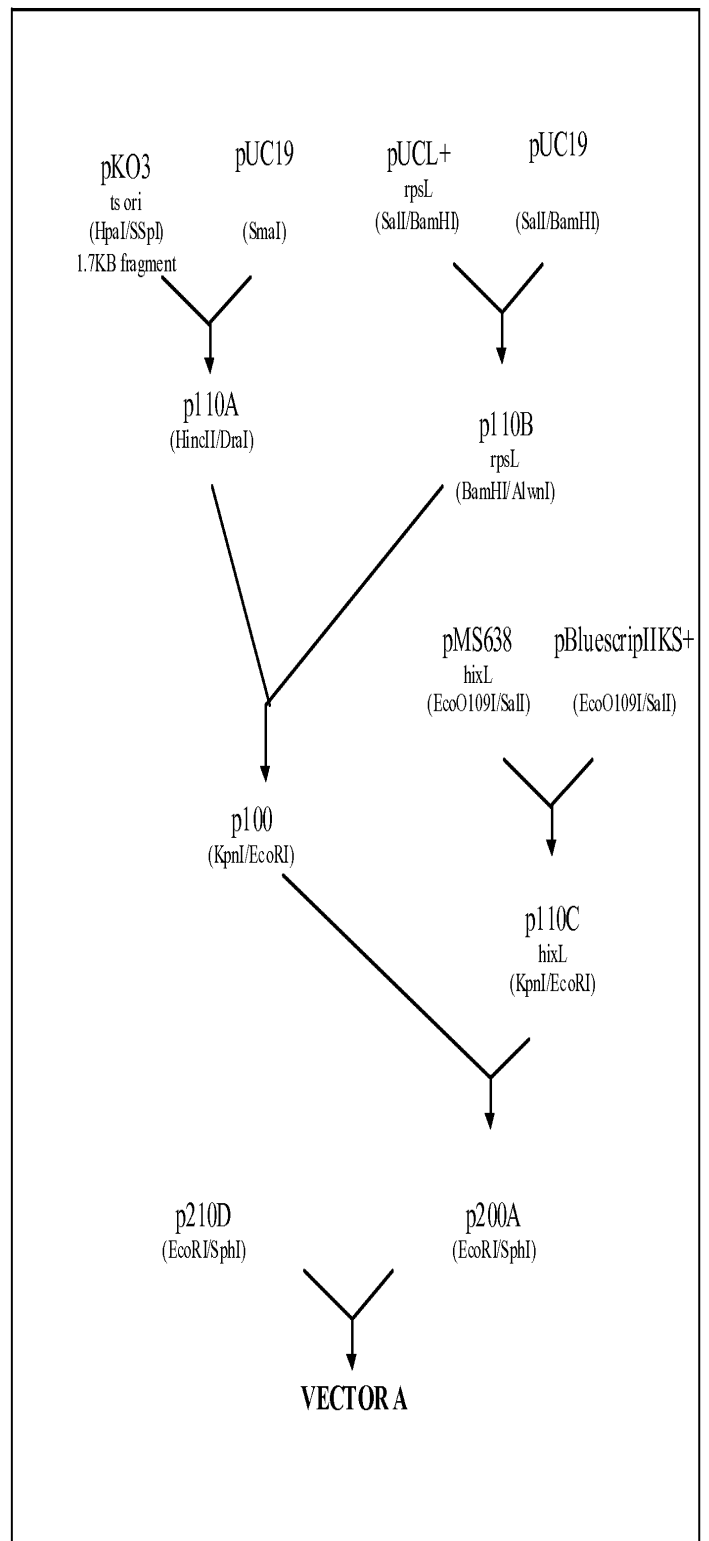 pKO3
ts ori
(HpaI/SSpI)
1.7KB fragment
pUC19
(SmaI)
pUCL+
rpsL
(SalI/BamHI)
pUC19
(SalI/BamHI)
p110A
(HincII/DraI)
p110B
rpsL
(BamHI/AlwnI)
pMS638
hixL
(EcoO109I/SalI)
pBluescripIIKS+
(EcoO109I/SalI)
p100
(KpnI/EcoRI)
p110C
hixL
(KpnI/EcoRI)
p210D
(EcoRI/SphI)
p200A
(EcoRI/SphI)
VECTOR A